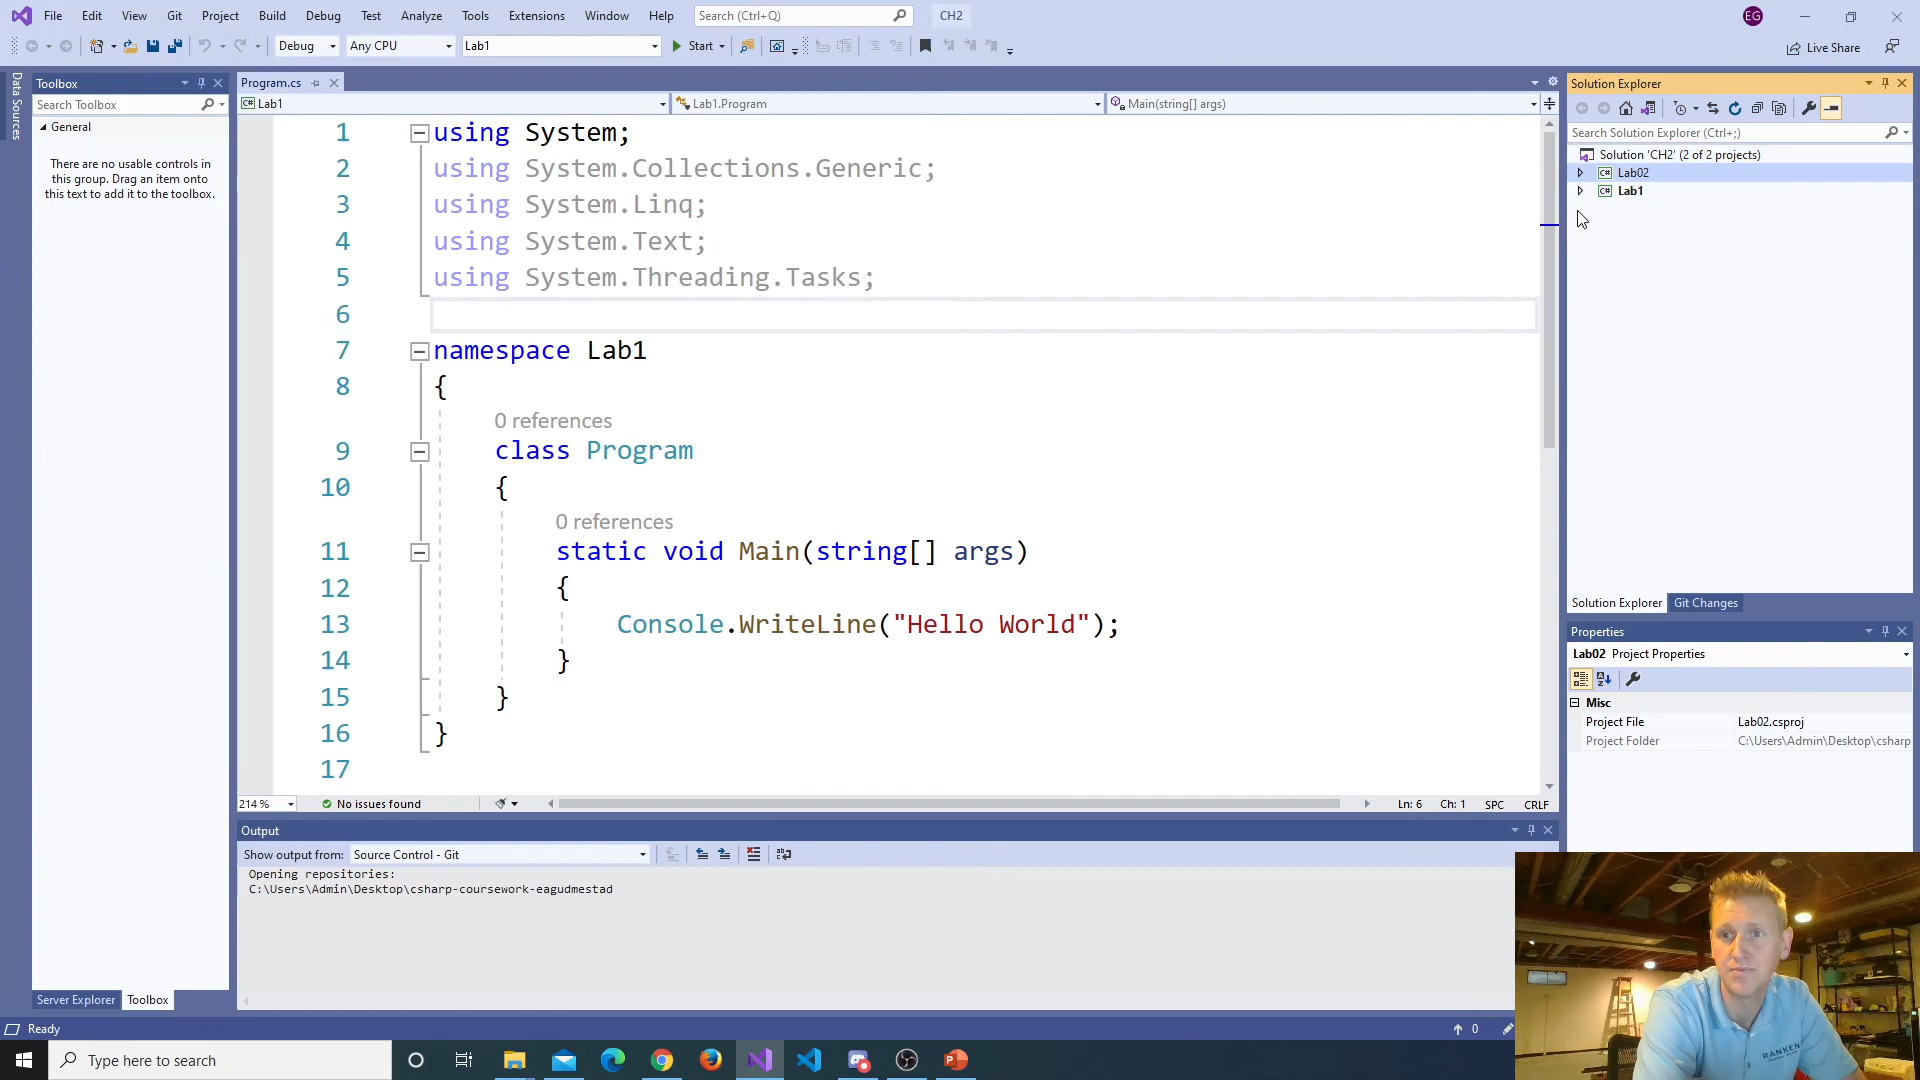 File Edit View Git Project Build Debug Test Analyze Tools Extensions Window Help Search (Ctrl+Q) CH2 EG
Debug Any CPU Lab1 Start Live Share
Data Sources
Toolbox
Search Toolbox
General
There are no usable controls in
this group. Drag an item onto
this text to add it to the toolbox.
Server Explorer Toolbox
Program.cs
C# Lab1 Lab1.Program Main(string[] args)
1 using System;
2 using System.Collections.Generic;
3 using System.Linq;
4 using System.Text;
5 using System.Threading.Tasks;
6
7 namespace Lab1
8 {
0 references
9 class Program
10 {
0 references
11 static void Main(string[] args)
12 {
13 Console.WriteLine("Hello World");
14 }
15 }
16 }
17
214 % No issues found Ln: 6 Ch: 1 SPC CRLF
Output
Show output from: Source Control - Git
Opening repositories:
C:\Users\Admin\Desktop\csharp-coursework-eagudmestad
Solution Explorer
Search Solution Explorer (Ctrl+;)
Solution 'CH2' (2 of 2 projects)
C# Lab02
C# Lab1
Solution Explorer Git Changes
Properties
Lab02 Project Properties
Misc
Project File Lab02.csproj
Project Folder C:\Users\Admin\Desktop\csharp
RANKEN
Ready 0
Type here to search